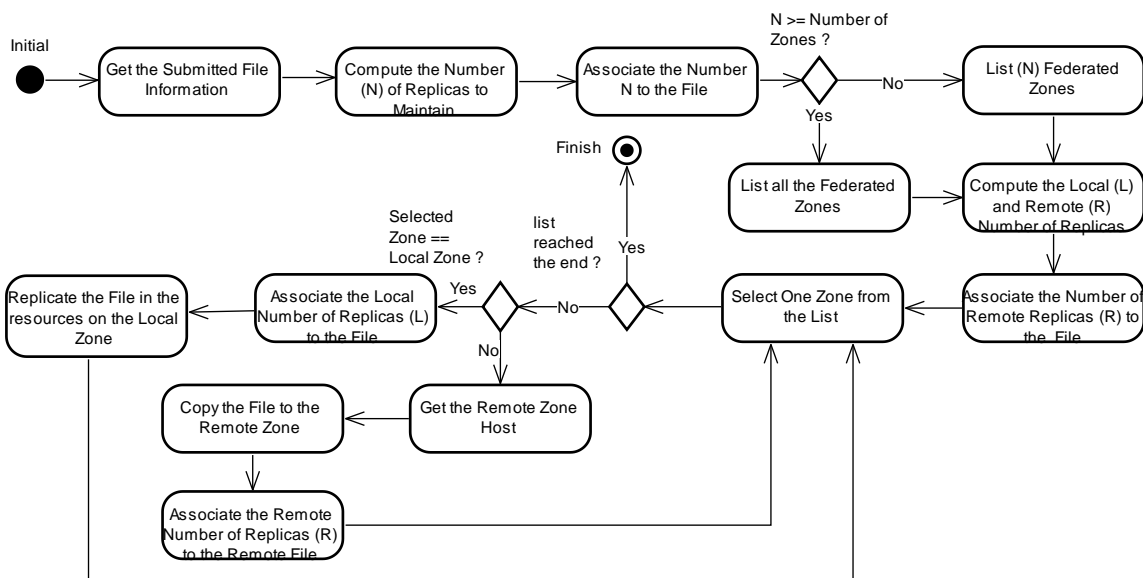 Initial
Get the Submitted File
Information
Compute the Number
(N) of Replicas to
Maintain
Associate the Number
N to the File
N >= Number of
Zones ?
No
Yes
List (N) Federated
Zones
List all the Federated
Zones
Compute the Local (L)
and Remote (R)
Number of Replicas
Finish
Selected
Zone ==
Local Zone ?
list
reached
the end ?
Yes
Replicate the File in the
resources on the Local
Zone
Associate the Local
Number of Replicas (L)
to the File
Yes
No
No
Select One Zone from
the List
Associate the Number of
Remote Replicas (R) to
the File
Copy the File to the
Remote Zone
Get the Remote Zone
Host
Associate the Remote
Number of Replicas (R)
to the Remote File